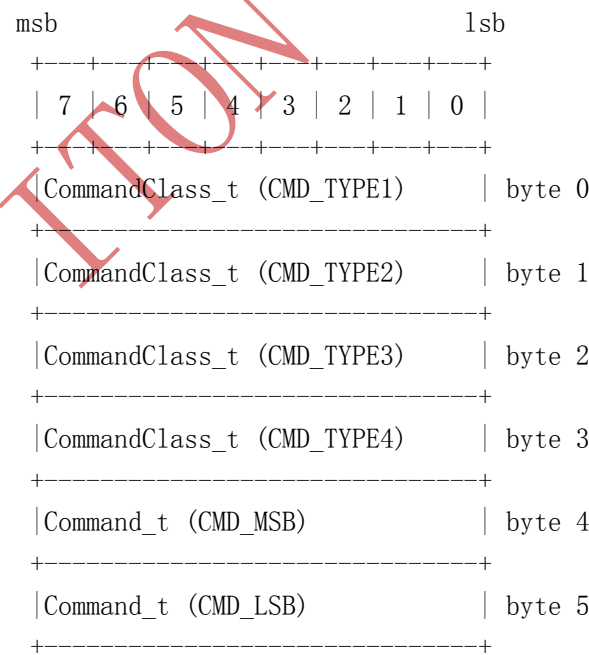 msb lsb
+---+---+---+---+---+---+---+---+
| 7 | 6 | 5 | 4 | 3 | 2 | 1 | 0 |
+---+---+---+---+---+---+---+---+
|CommandClass_t (CMD_TYPE1) | byte 0
+-------------------------------+
|CommandClass_t (CMD_TYPE2) | byte 1
+-------------------------------+
|CommandClass_t (CMD_TYPE3) | byte 2
+-------------------------------+
|CommandClass_t (CMD_TYPE4) | byte 3
+-------------------------------+
|Command_t (CMD_MSB) | byte 4
+-------------------------------+
|Command_t (CMD_LSB) | byte 5
+-------------------------------+
ITON